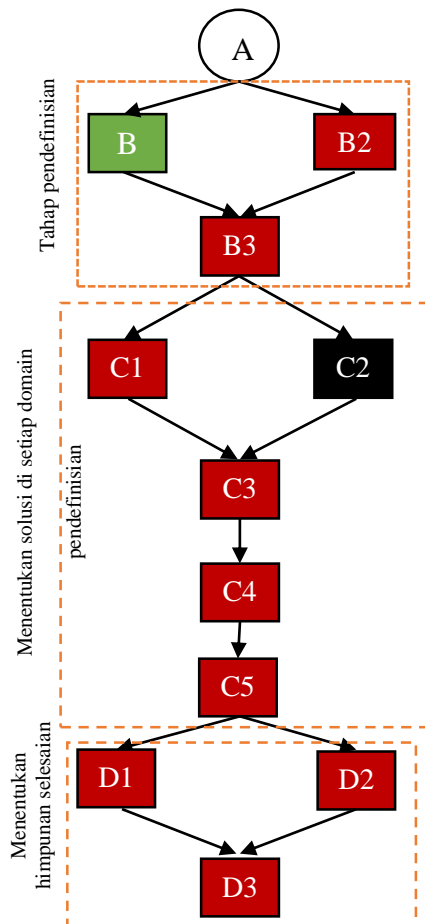 A
Tahap pendefinisian
B
B2
B3
Menentukan solusi di setiap domain
pendefinisian
C1
C2
C3
C4
C5
Menentukan
himpunan selesaian
D1
D2
D3